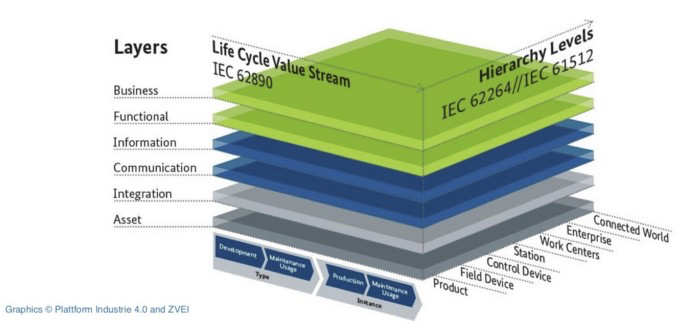 Layers
Life Cycle Value Stream
IEC 62890
Hierarchy Levels
IEC 62264//IEC 61512
Business
Functional
Information
Communication
Integration
Asset
Connected World
Enterprise
Work Centers
Station
Control Device
Field Device
Product
Development
Maintenance
Usage
Type
Production
Maintenance
Usage
Instance
Graphics © Plattform Industrie 4.0 and ZVEI